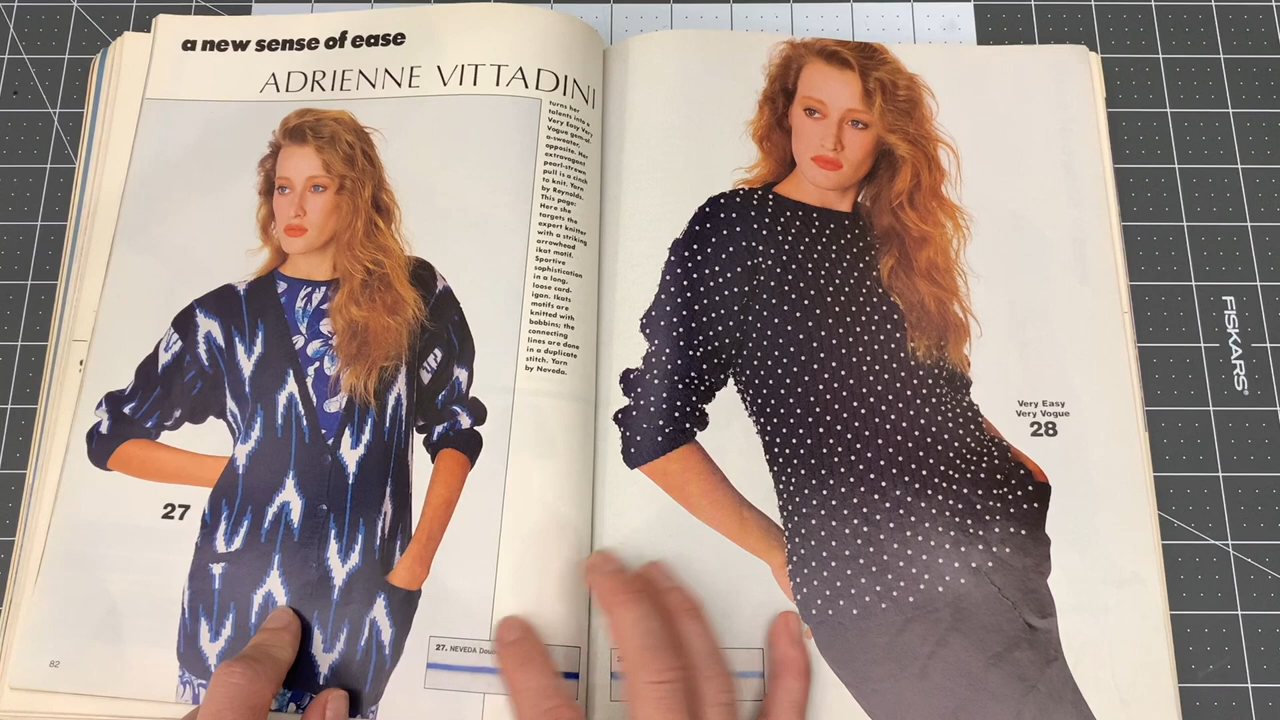 a new sense of ease
ADRIENNE VITTADINI
turns her
talents into a
Very Easy Very
Vogue gem-of-
a-sweater,
opposite. Her
extravagant
pearl-strewn
pull is a cinch
to knit. Yarn
by Reynolds.
This page:
Here she
targets the
expert knitter
with a striking
arrowhead
ikat motif.
Sportive
sophistication
in a long,
loose card-
igan. Ikats
motifs are
knitted with
bobbins; the
connecting
lines are done
in a duplicate
stitch. Yarn
by Neveda.
27
27. NEVEDA
82
Very Easy
Very Vogue
28
FISKARS